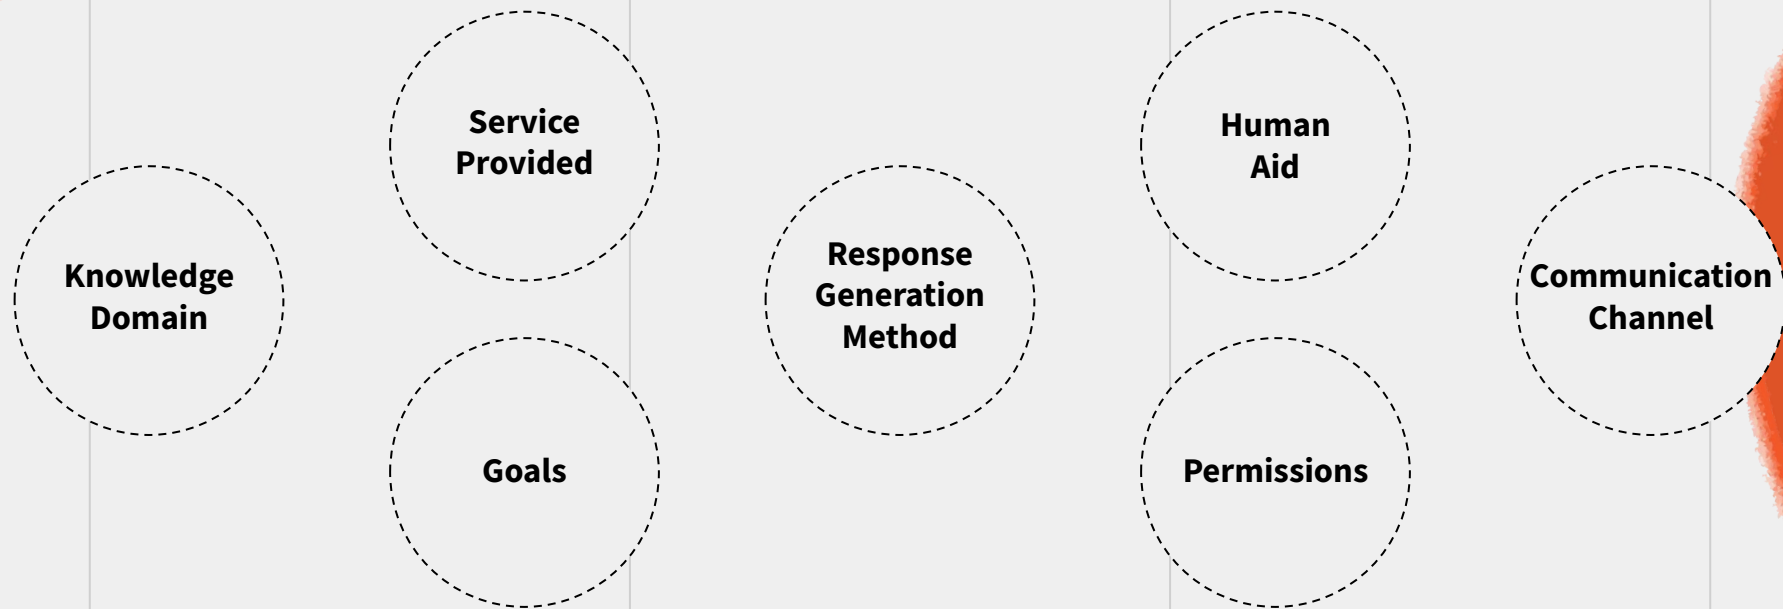 Knowledge
Domain
Service
Provided
Goals
Response
Generation
Method
Human
Aid
Permissions
Communication
Channel